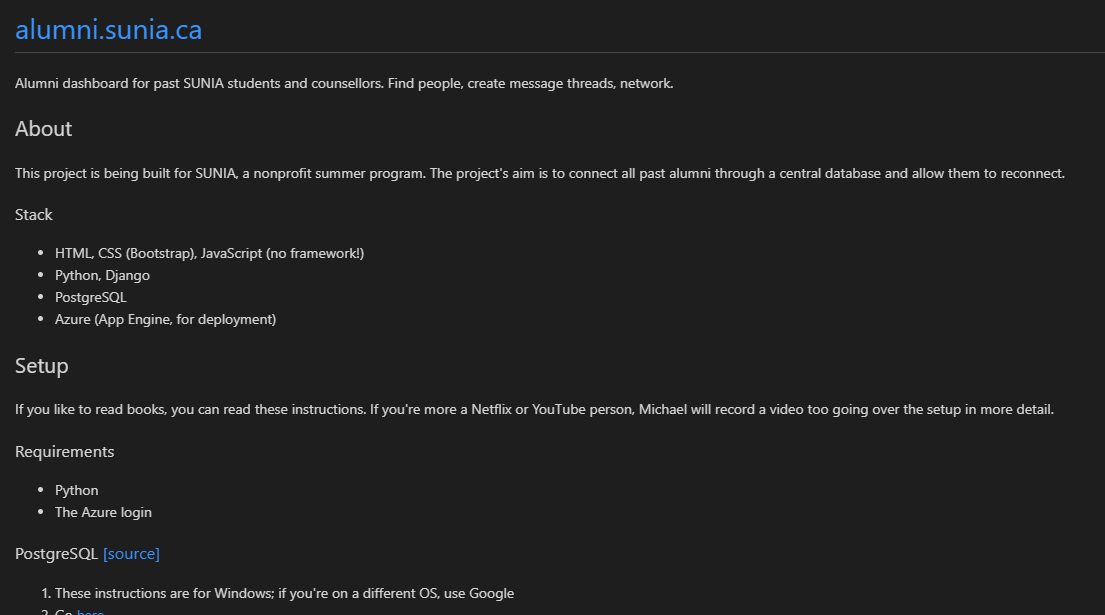 alumni.sunia.ca
Alumni dashboard for past SUNIA students and counsellors. Find people, create message threads, network.
About
This project is being built for SUNIA, a nonprofit summer program. The project's aim is to connect all past alumni through a central database and allow them to reconnect.
Stack
• HTML, CSS (Bootstrap), JavaScript (no framework!)
• Python, Django
• PostgreSQL
• Azure (App Engine, for deployment)
Setup
If you like to read books, you can read these instructions. If you're more a Netflix or YouTube person, Michael will record a video too going over the setup in more detail.
Requirements
• Python
• The Azure login
PostgreSQL [source]
1. These instructions are for Windows; if you're on a different OS, use Google
2. Go here